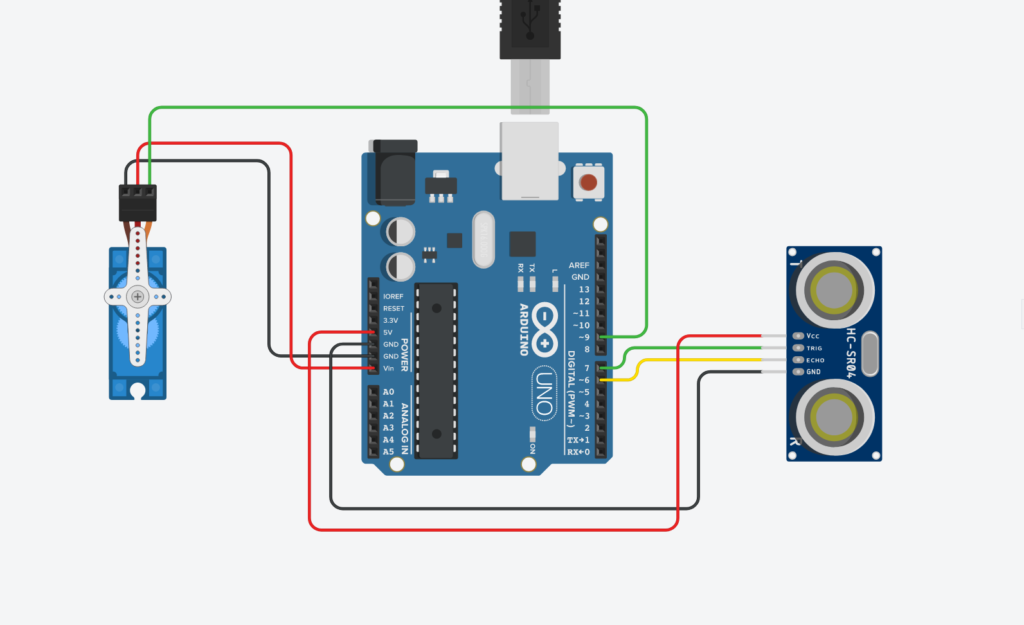 IOREF
RESET
3.3V
5V
GND
GND
Vin
POWER
A0
A1
A2
A3
A4
A5
ANALOG IN
AREF
GND
13
12
~11
~10
~9
8
7
~6
~5
4
~3
2
TX→1
RX←0
DIGITAL (PWM~)
RX
TX
L
ARDUINO
UNO
ON
T
Vcc
TRIG
ECHO
GND
HC-SR04
R